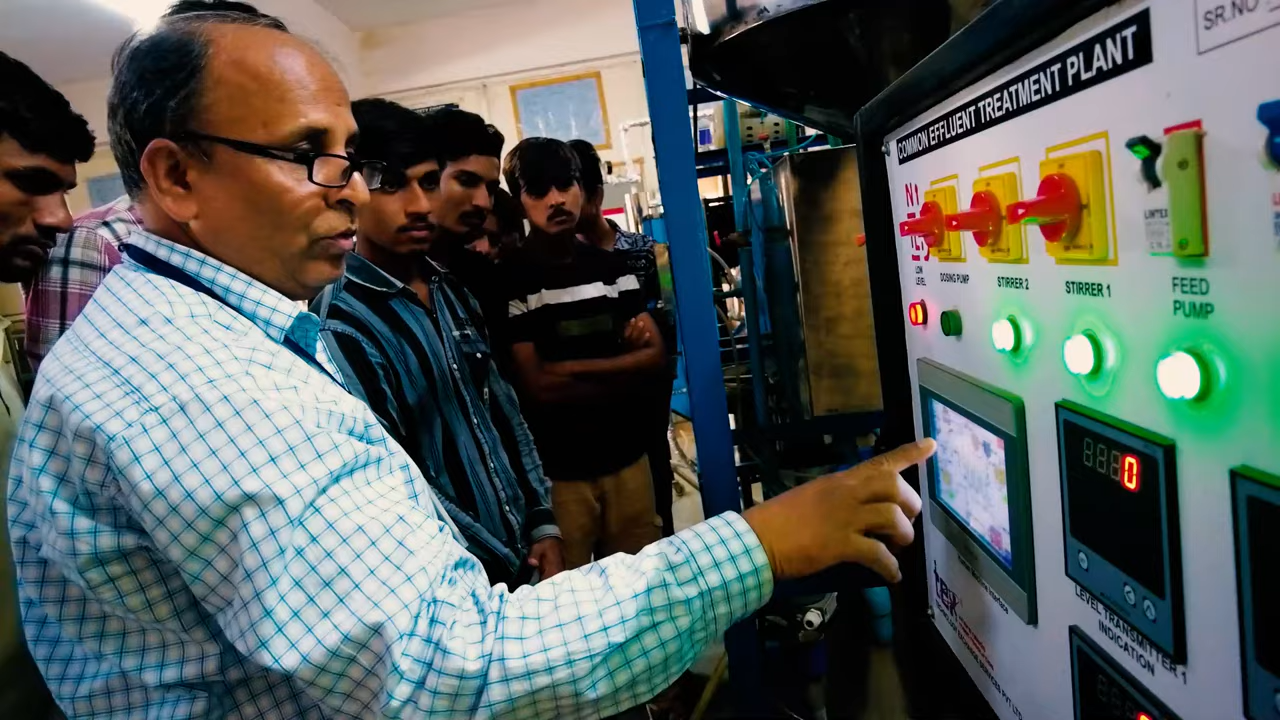 SR.NO
COMMON EFFLUENT TREATMENT PLANT
LOW
LEVEL
DOSING PUMP
STIRRER 2
STIRRER 1
FEED
PUMP
0
LEVEL TRANSMITTER 1
INDICATION